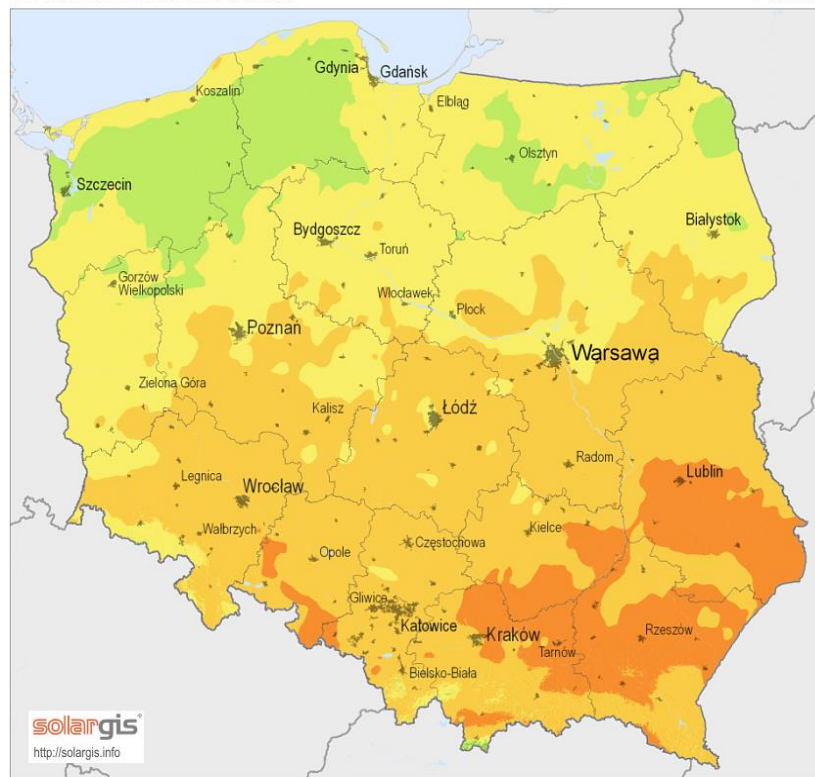 Gdynia
Gdańsk
Koszalin
Elbląg
Olsztyn
Szczecin
Białystok
Bydgoszcz
Toruń
Gorzów
Wielkopolski
Włocławek
Płock
Poznań
Warsawa
Zielona Góra
Kalisz
Łódź
Radom
Lublin
Legnica
Wrocław
Wałbrzych
Opole
Częstochowa
Kielce
Gliwice
Katowice
Kraków
Tarnów
Rzeszów
Bielsko-Biała
solargis
http://solargis.info